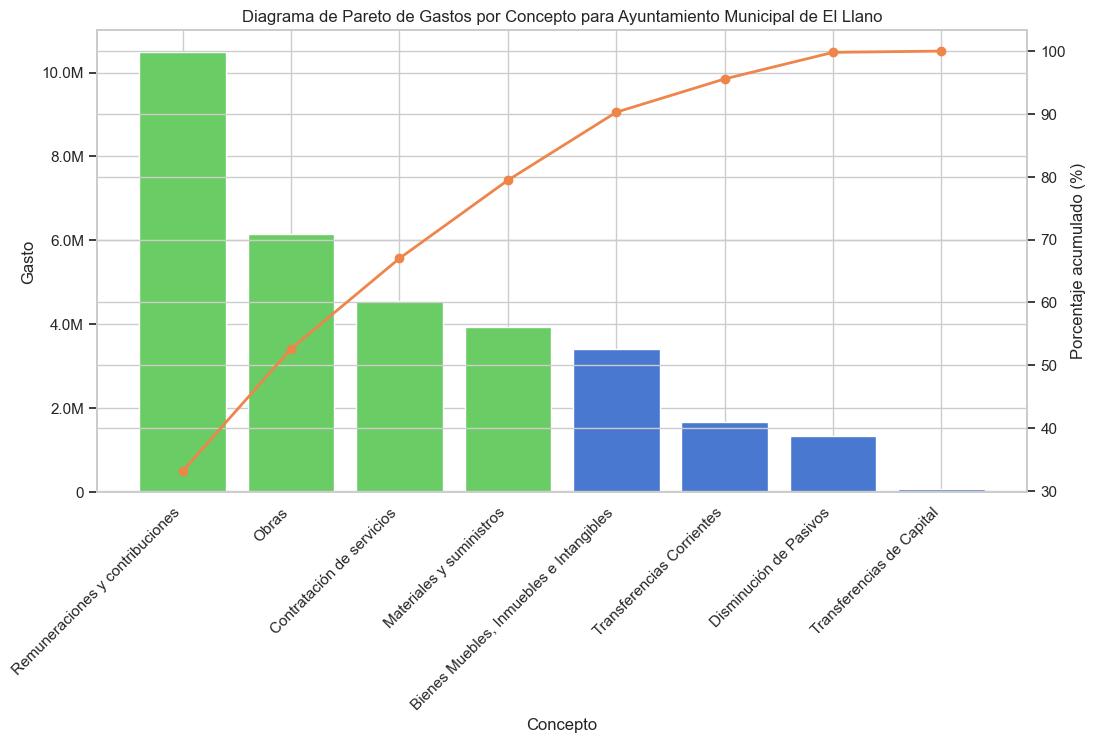 Diagrama de Pareto de Gastos por Concepto para Ayuntamiento Municipal de El Llano
Gasto
10.0M
8.0M
6.0M
4.0M
2.0M
0
100
90
80
70
60
50
40
30
Porcentaje acumulado (%)
Remuneraciones y contribuciones
Obras
Contratación de servicios
Materiales y suministros
Bienes Muebles, Inmuebles e Intangibles
Transferencias Corrientes
Disminución de Pasivos
Transferencias de Capital
Concepto